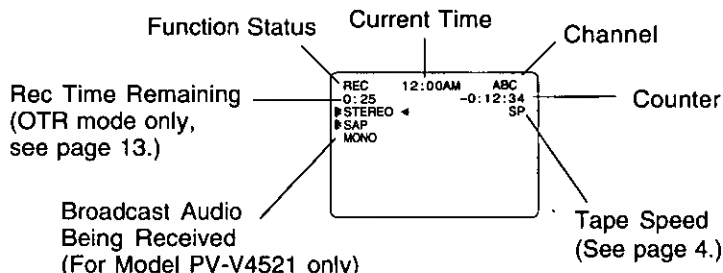 Function Status
Current Time
Channel
REC 12:00AM ABC
Rec Time Remaining
(OTR mode only,
see page 13.)
0:25 -0:12:34
Counter
STEREO SP
SAP
MONO
Broadcast Audio
Being Received
(For Model PV-V4521 only)
Tape Speed
(See page 4.)